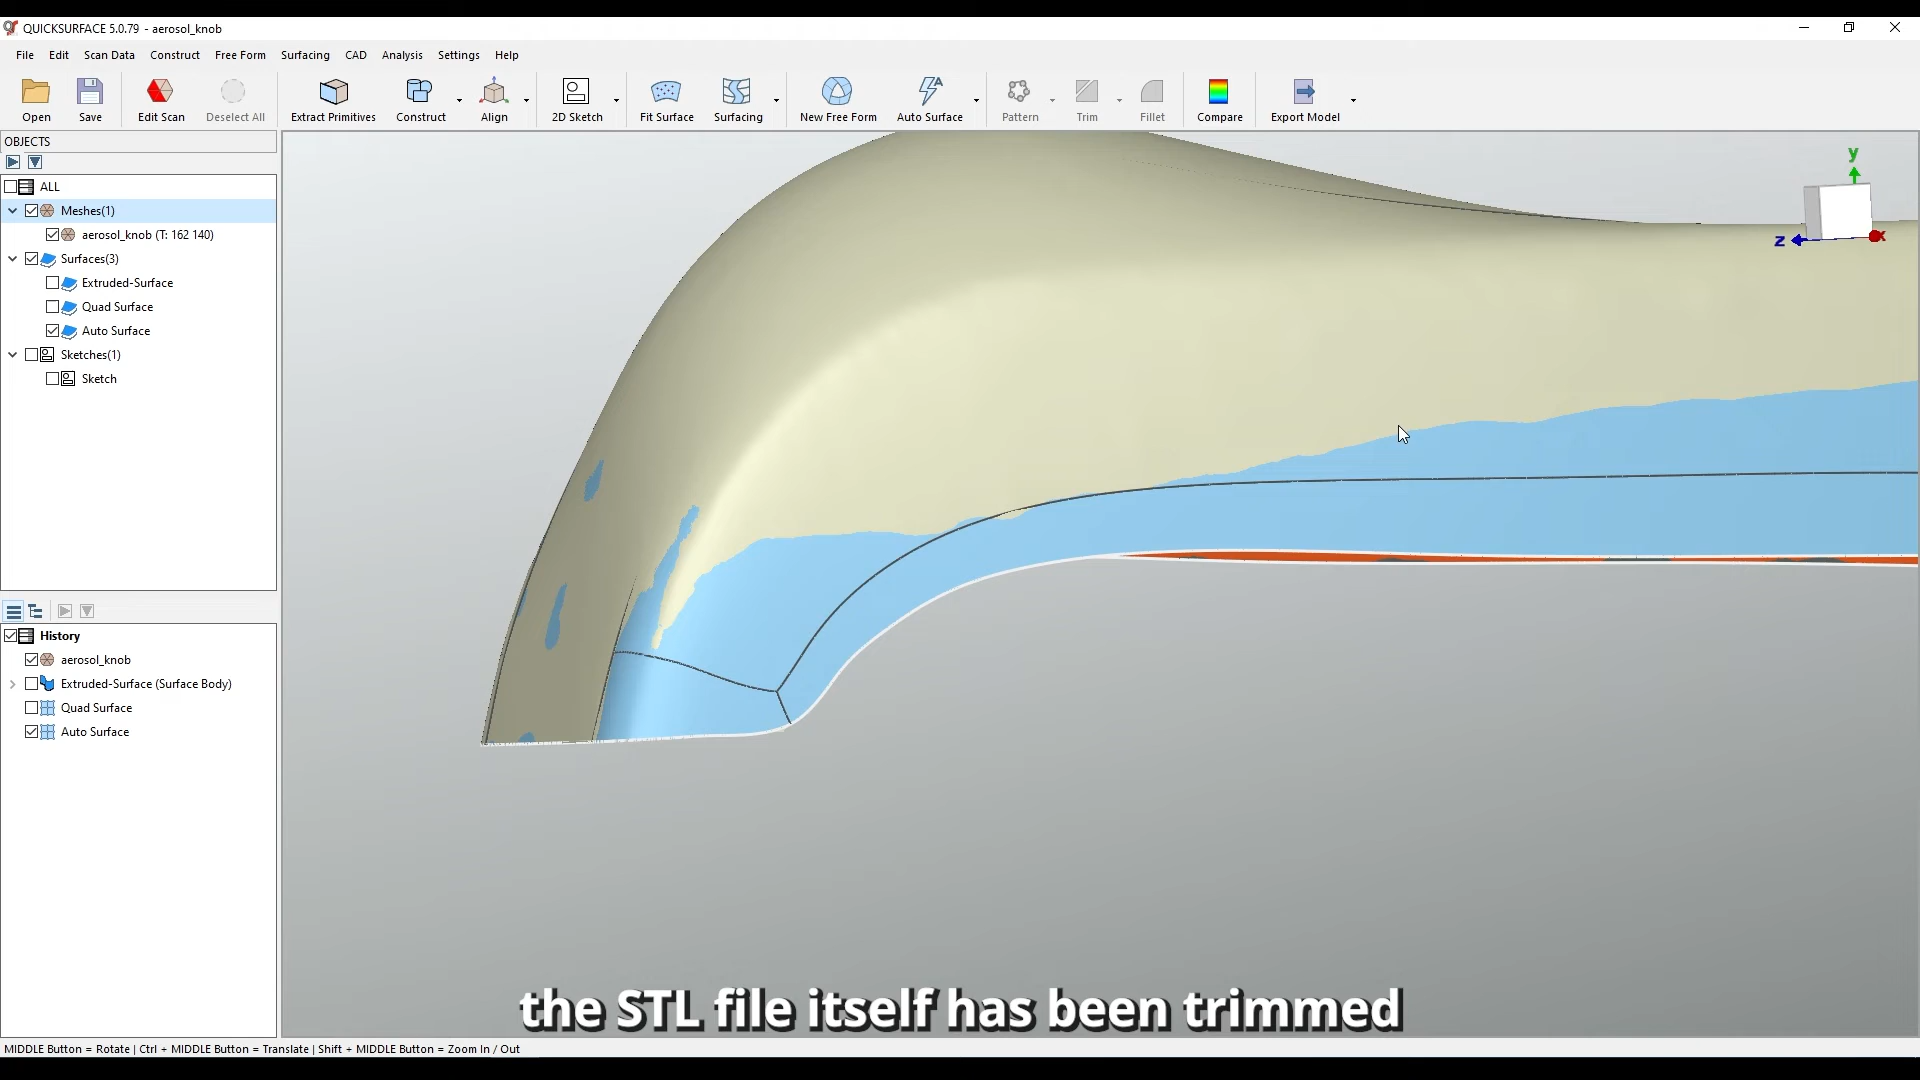 QUICKSURFACE 5.0.79 - aerosol_knob
File Edit Scan Data Construct Free Form Surfacing CAD Analysis Settings Help
Open Save Edit Scan Deselect All Extract Primitives Construct Align 2D Sketch Fit Surface Surfacing New Free Form Auto Surface Pattern Trim Fillet Compare Export Model
OBJECTS
ALL
Meshes(1)
aerosol_knob (T: 162 140)
Surfaces(3)
Extruded-Surface
Quad Surface
Auto Surface
Sketches(1)
Sketch
y
z
x
History
aerosol_knob
Extruded-Surface (Surface Body)
Quad Surface
Auto Surface
the STL file itself has been trimmed
MIDDLE Button = Rotate | Ctrl + MIDDLE Button = Translate | Shift + MIDDLE Button = Zoom In / Out